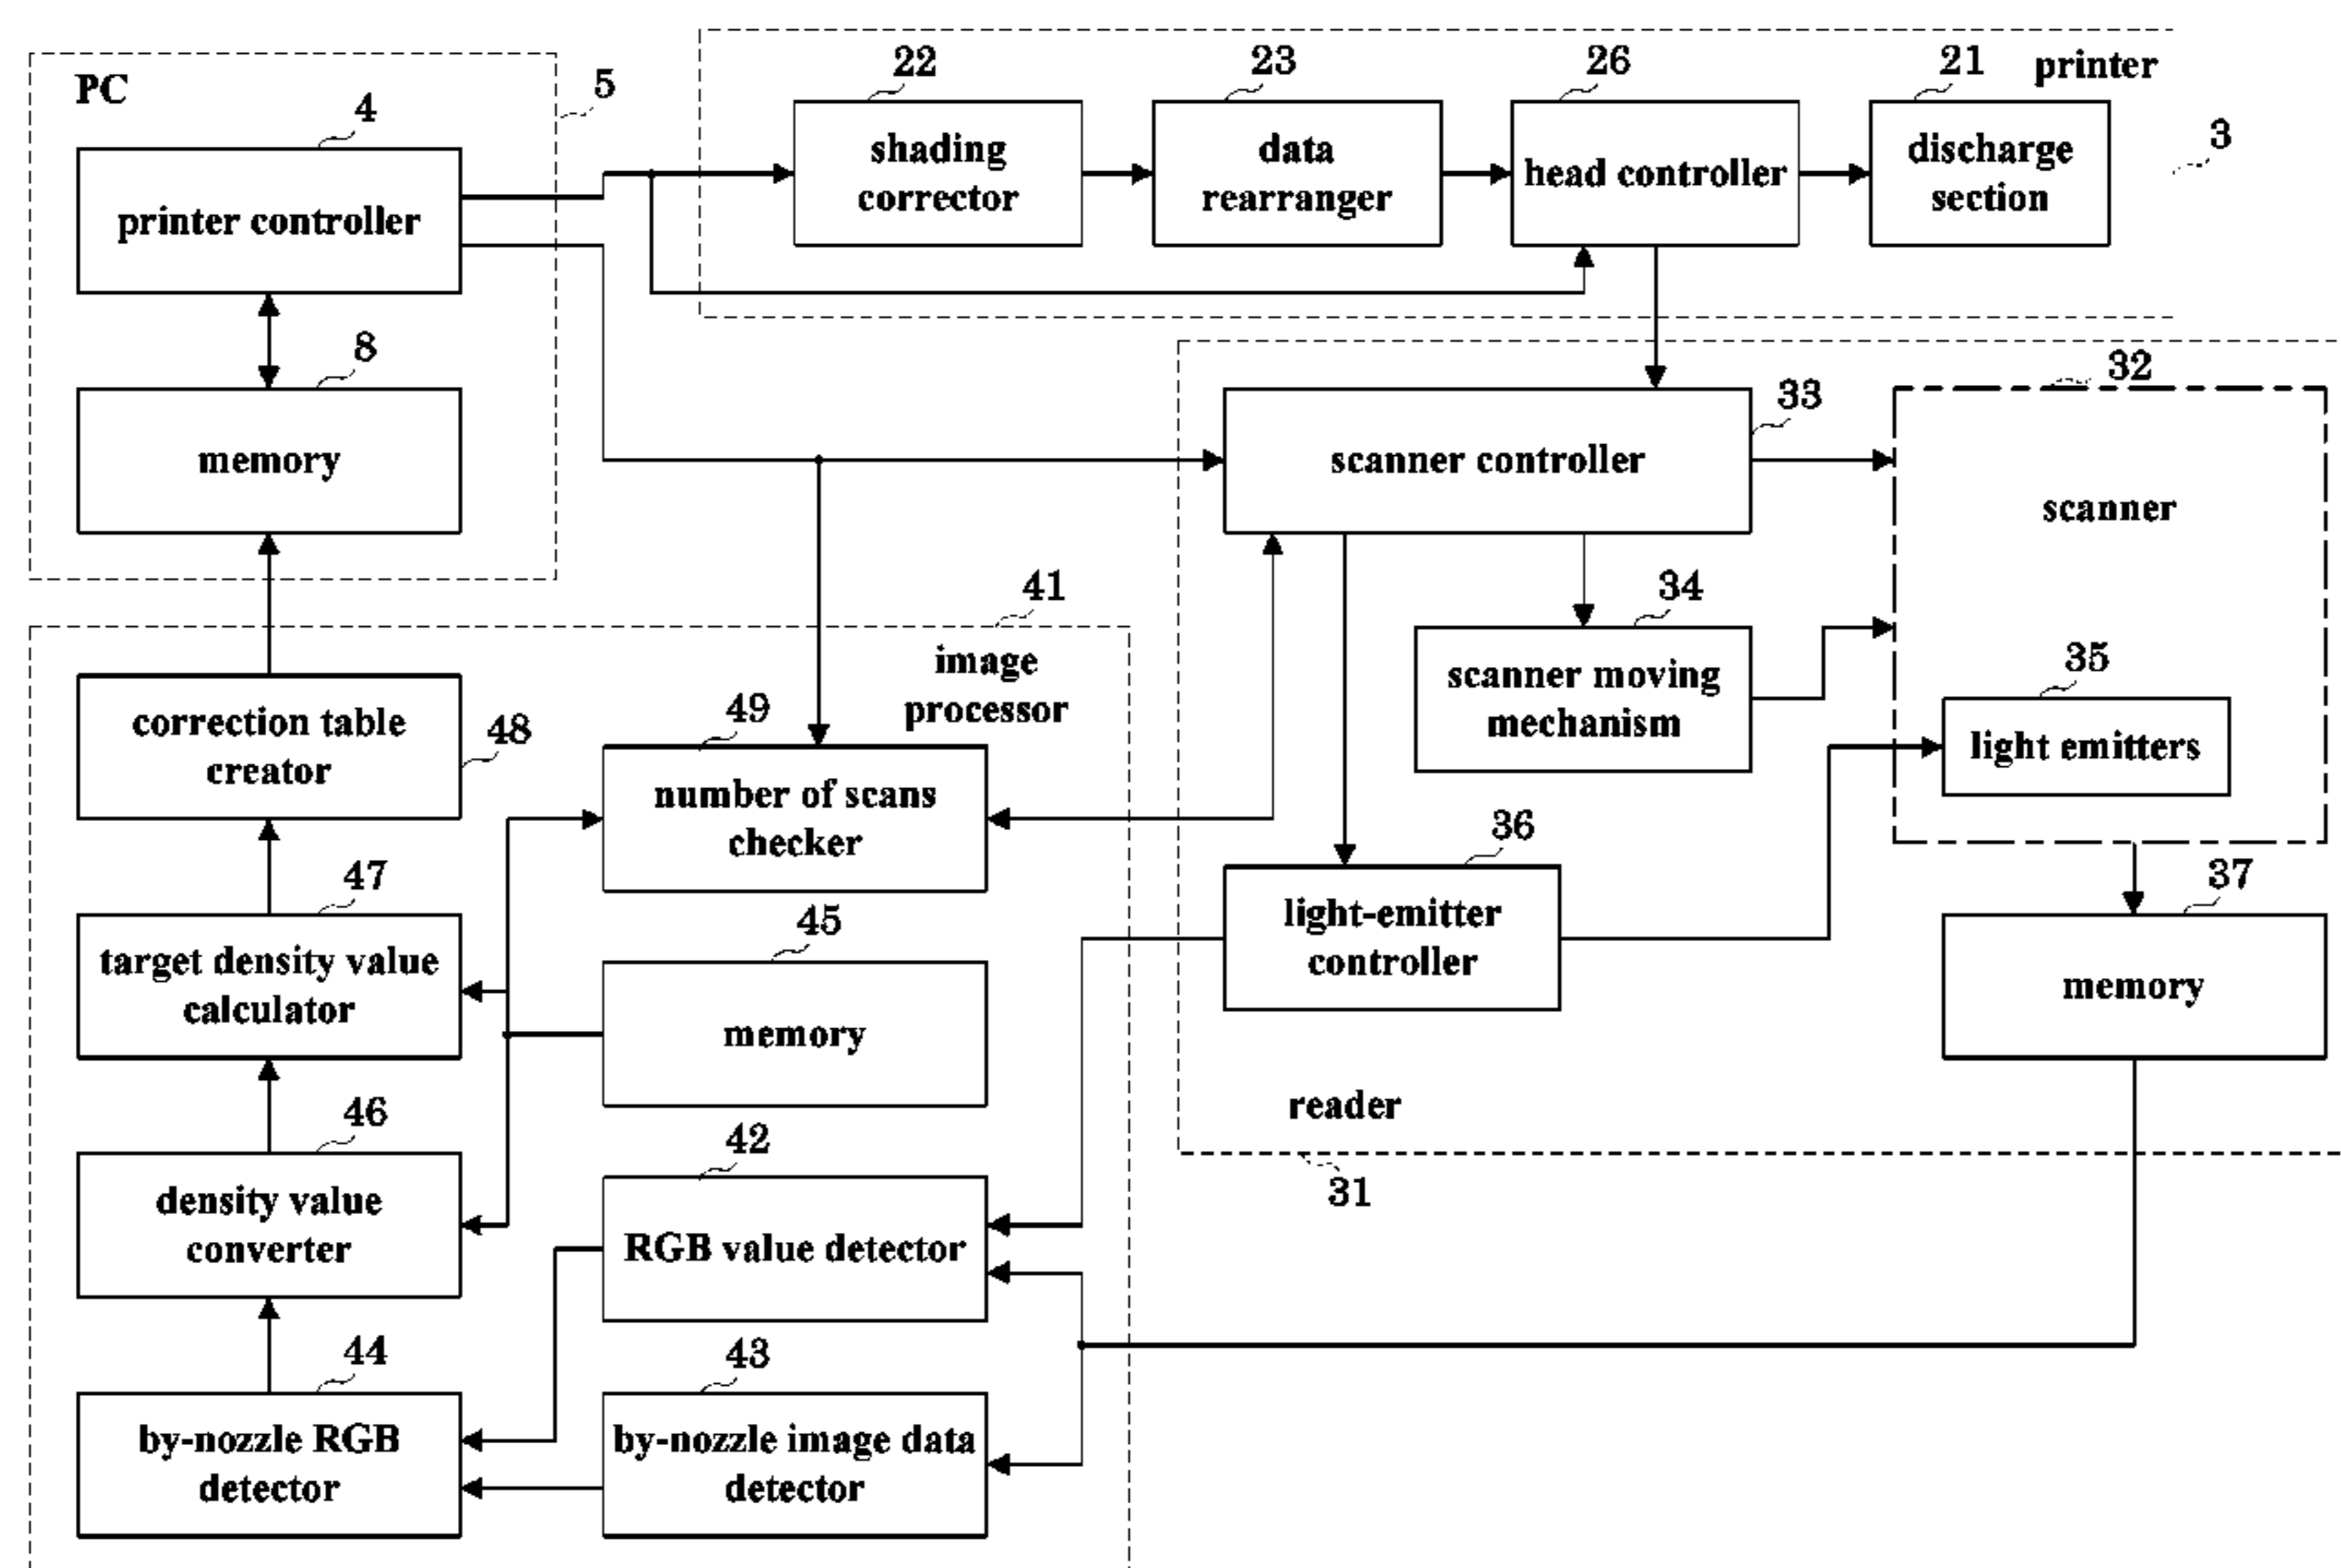 PC
5
4
printer controller
8
memory
22
23
26
21
printer
3
shading
corrector
data
rearranger
head controller
discharge
section
32
33
scanner controller
scanner
34
scanner moving
mechanism
35
light emitters
36
light-emitter
controller
37
memory
reader
31
41
image
processor
48
correction table
creator
49
number of scans
checker
47
target density value
calculator
45
memory
46
density value
converter
42
RGB value detector
44
by-nozzle RGB
detector
43
by-nozzle image data
detector